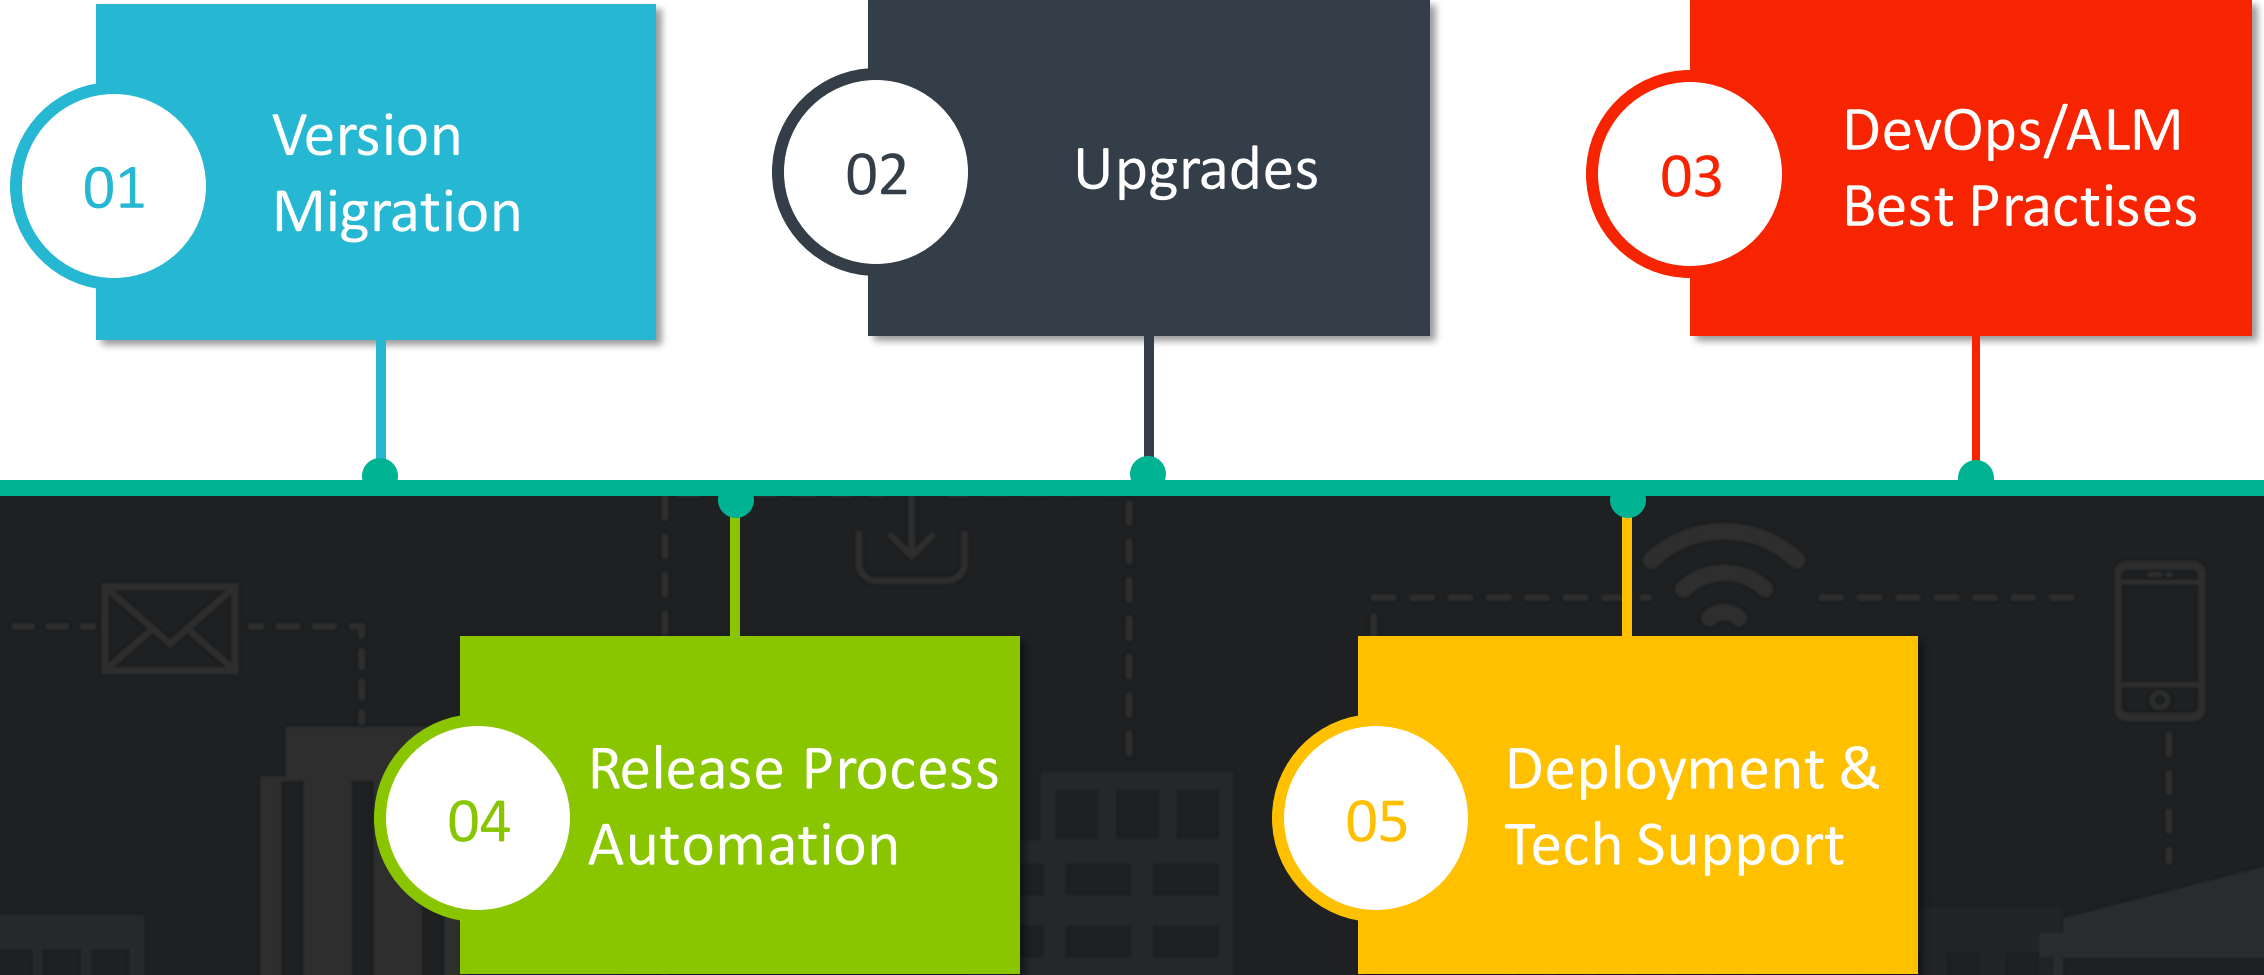 01
Version
Migration
02
Upgrades
03
DevOps/ALM
Best Practises
04
Release Process
Automation
05
Deployment &
Tech Support